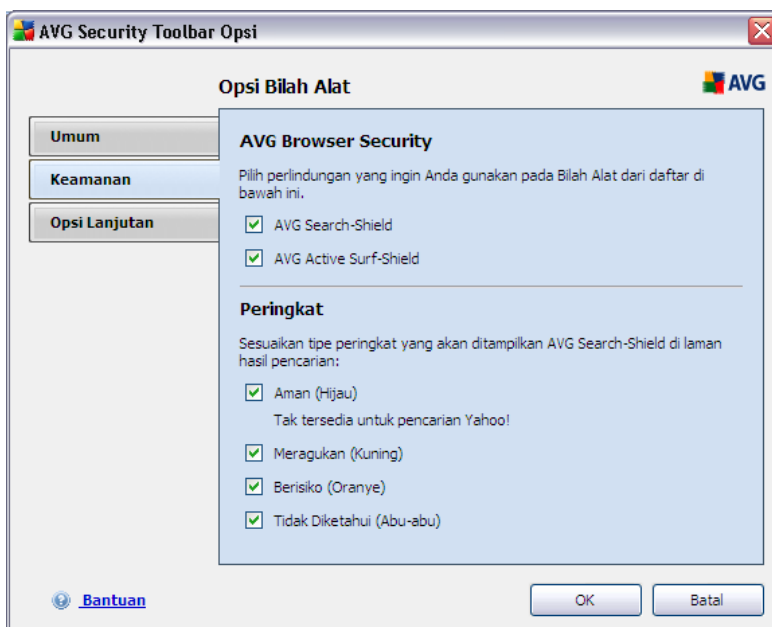 AVG Security Toolbar Opsi
Opsi Bilah Alat
AVG
Umum
Keamanan
Opsi Lanjutan
AVG Browser Security
Pilih perlindungan yang ingin Anda gunakan pada Bilah Alat dari daftar di
bawah ini.
AVG Search-Shield
AVG Active Surf-Shield
Peringkat
Sesuaikan tipe peringkat yang akan ditampilkan AVG Search-Shield di laman
hasil pencarian:
Aman (Hijau)
Tak tersedia untuk pencarian Yahoo!
Meragukan (Kuning)
Berisiko (Oranye)
Tidak Diketahui (Abu-abu)
Bantuan
OK
Batal